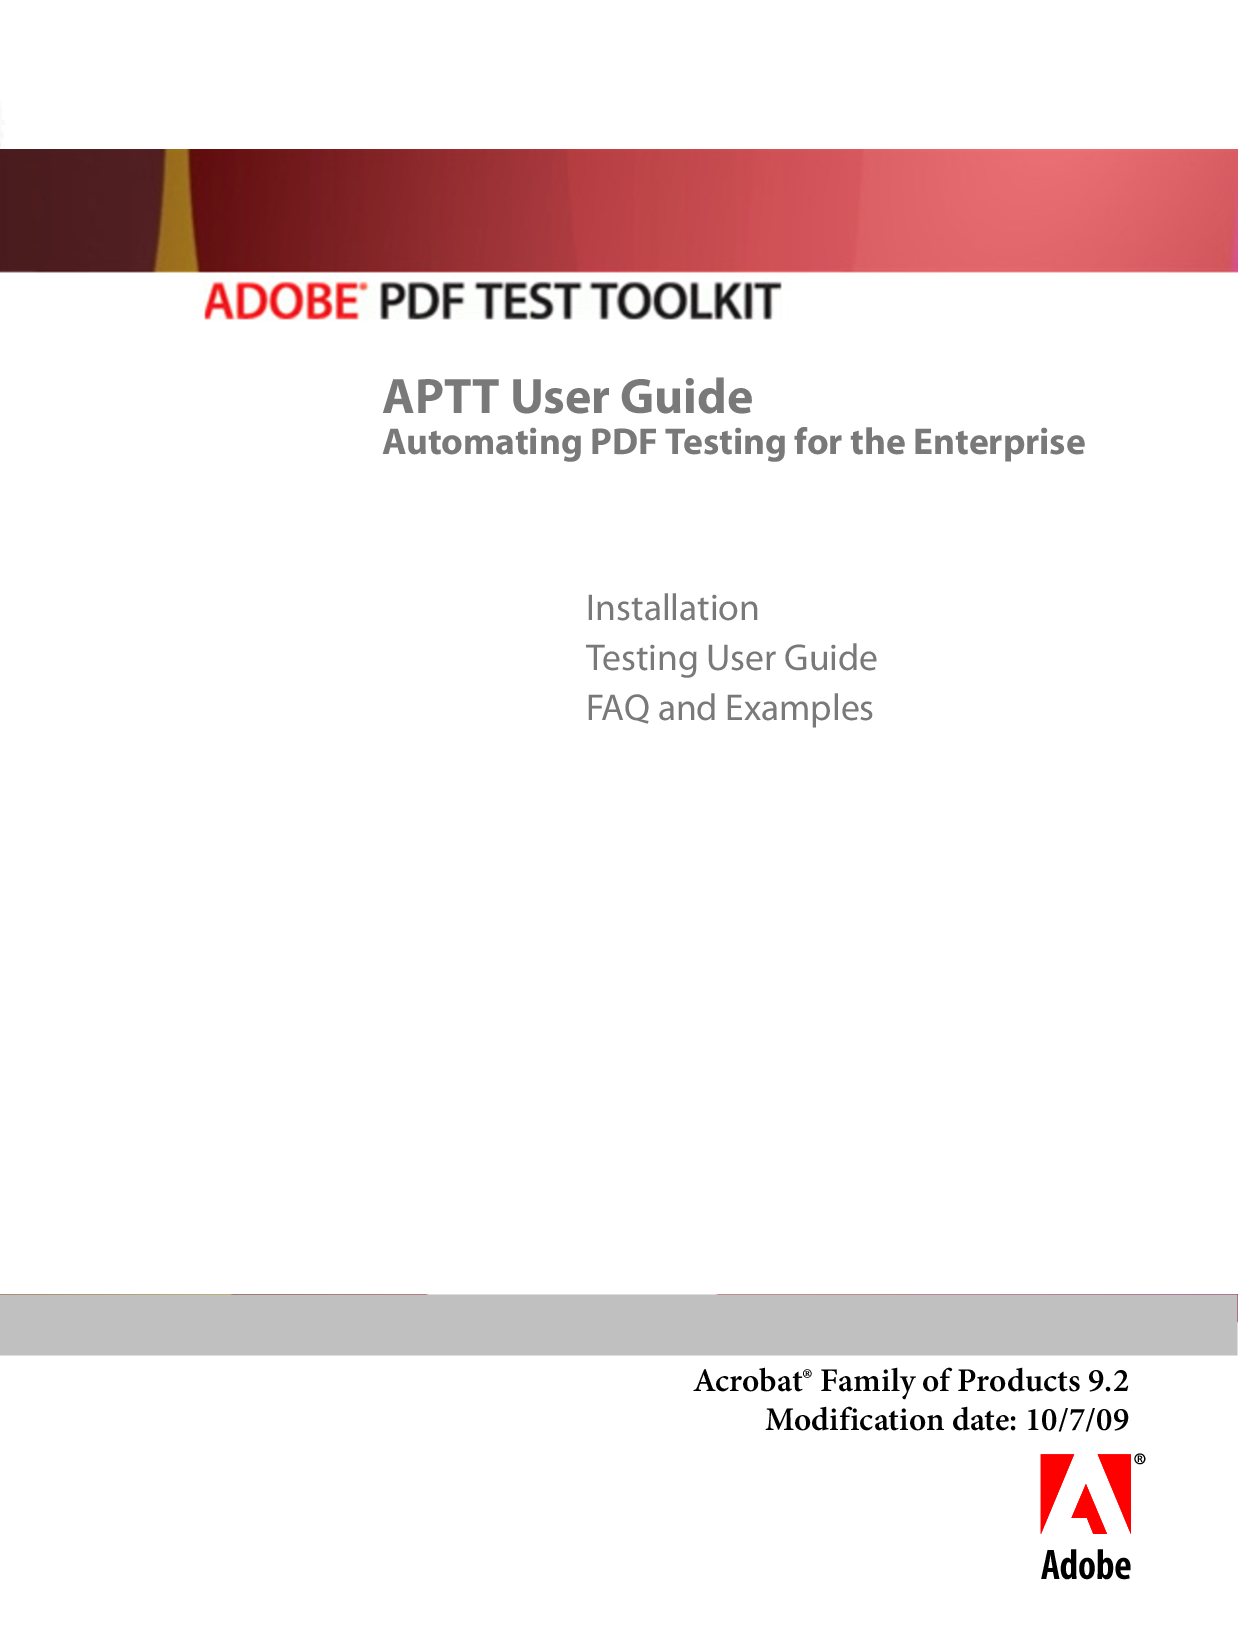 ADOBE® PDF TEST TOOLKIT
APTT User Guide
Automating PDF Testing for the Enterprise
Installation
Testing User Guide
FAQ and Examples
Acrobat® Family of Products 9.2
Modification date: 10/7/09
®
Adobe